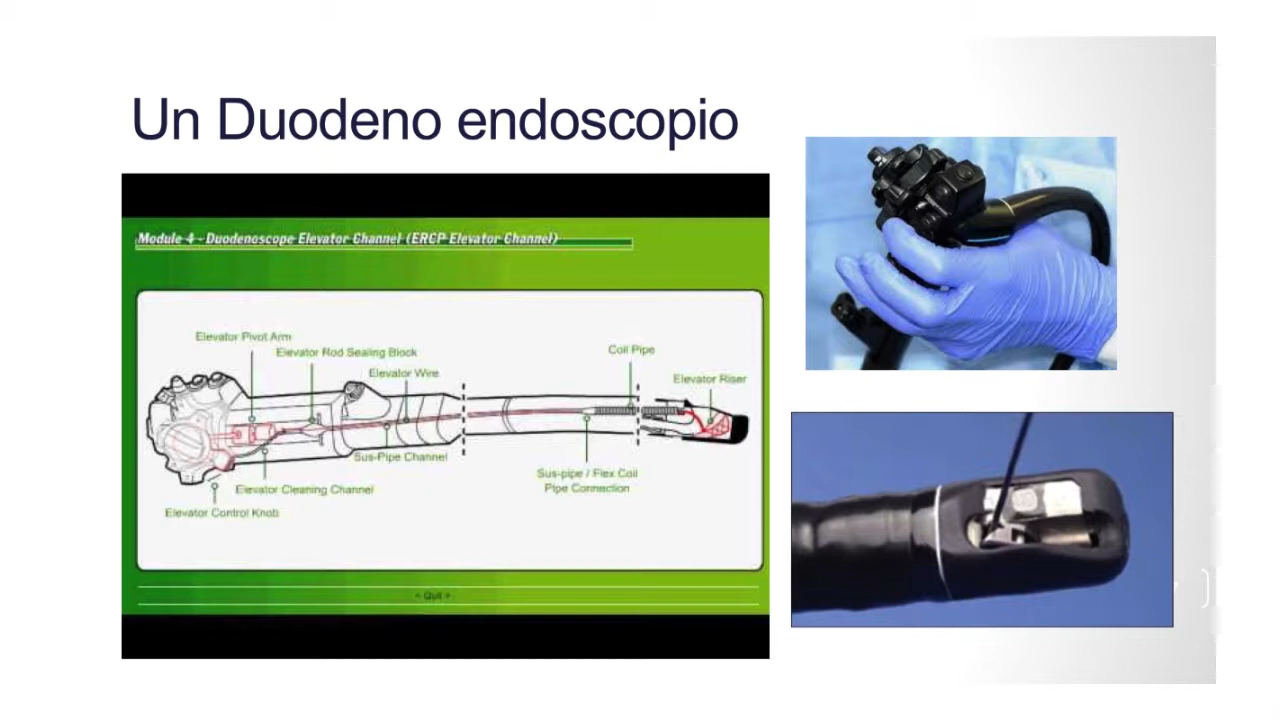 Un Duodeno endoscopio
Module 4 - Duodenoscope Elevator Channel (ERCP Elevator Channel)
Elevator Pivot Arm
Elevator Rod Sealing Block
Elevator Wire
Coil Pipe
Elevator Riser
Sus-Pipe Channel
Sus-pipe / Flex Coil
Pipe Connection
Elevator Cleaning Channel
Elevator Control Knob
< Quit >